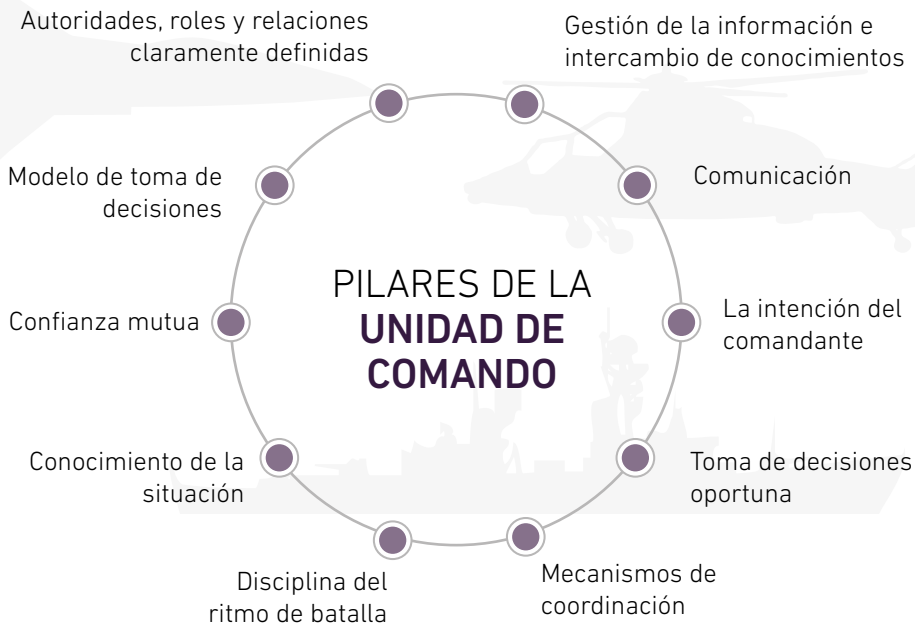 Autoridades, roles y relaciones
claramente definidas
Gestión de la información e
intercambio de conocimientos
Modelo de toma de
decisiones
Comunicación
PILARES DE LA
UNIDAD DE
COMANDO
Confianza mutua
La intención del
comandante
Conocimiento de la
situación
Toma de decisiones
oportuna
Disciplina del
ritmo de batalla
Mecanismos de
coordinación